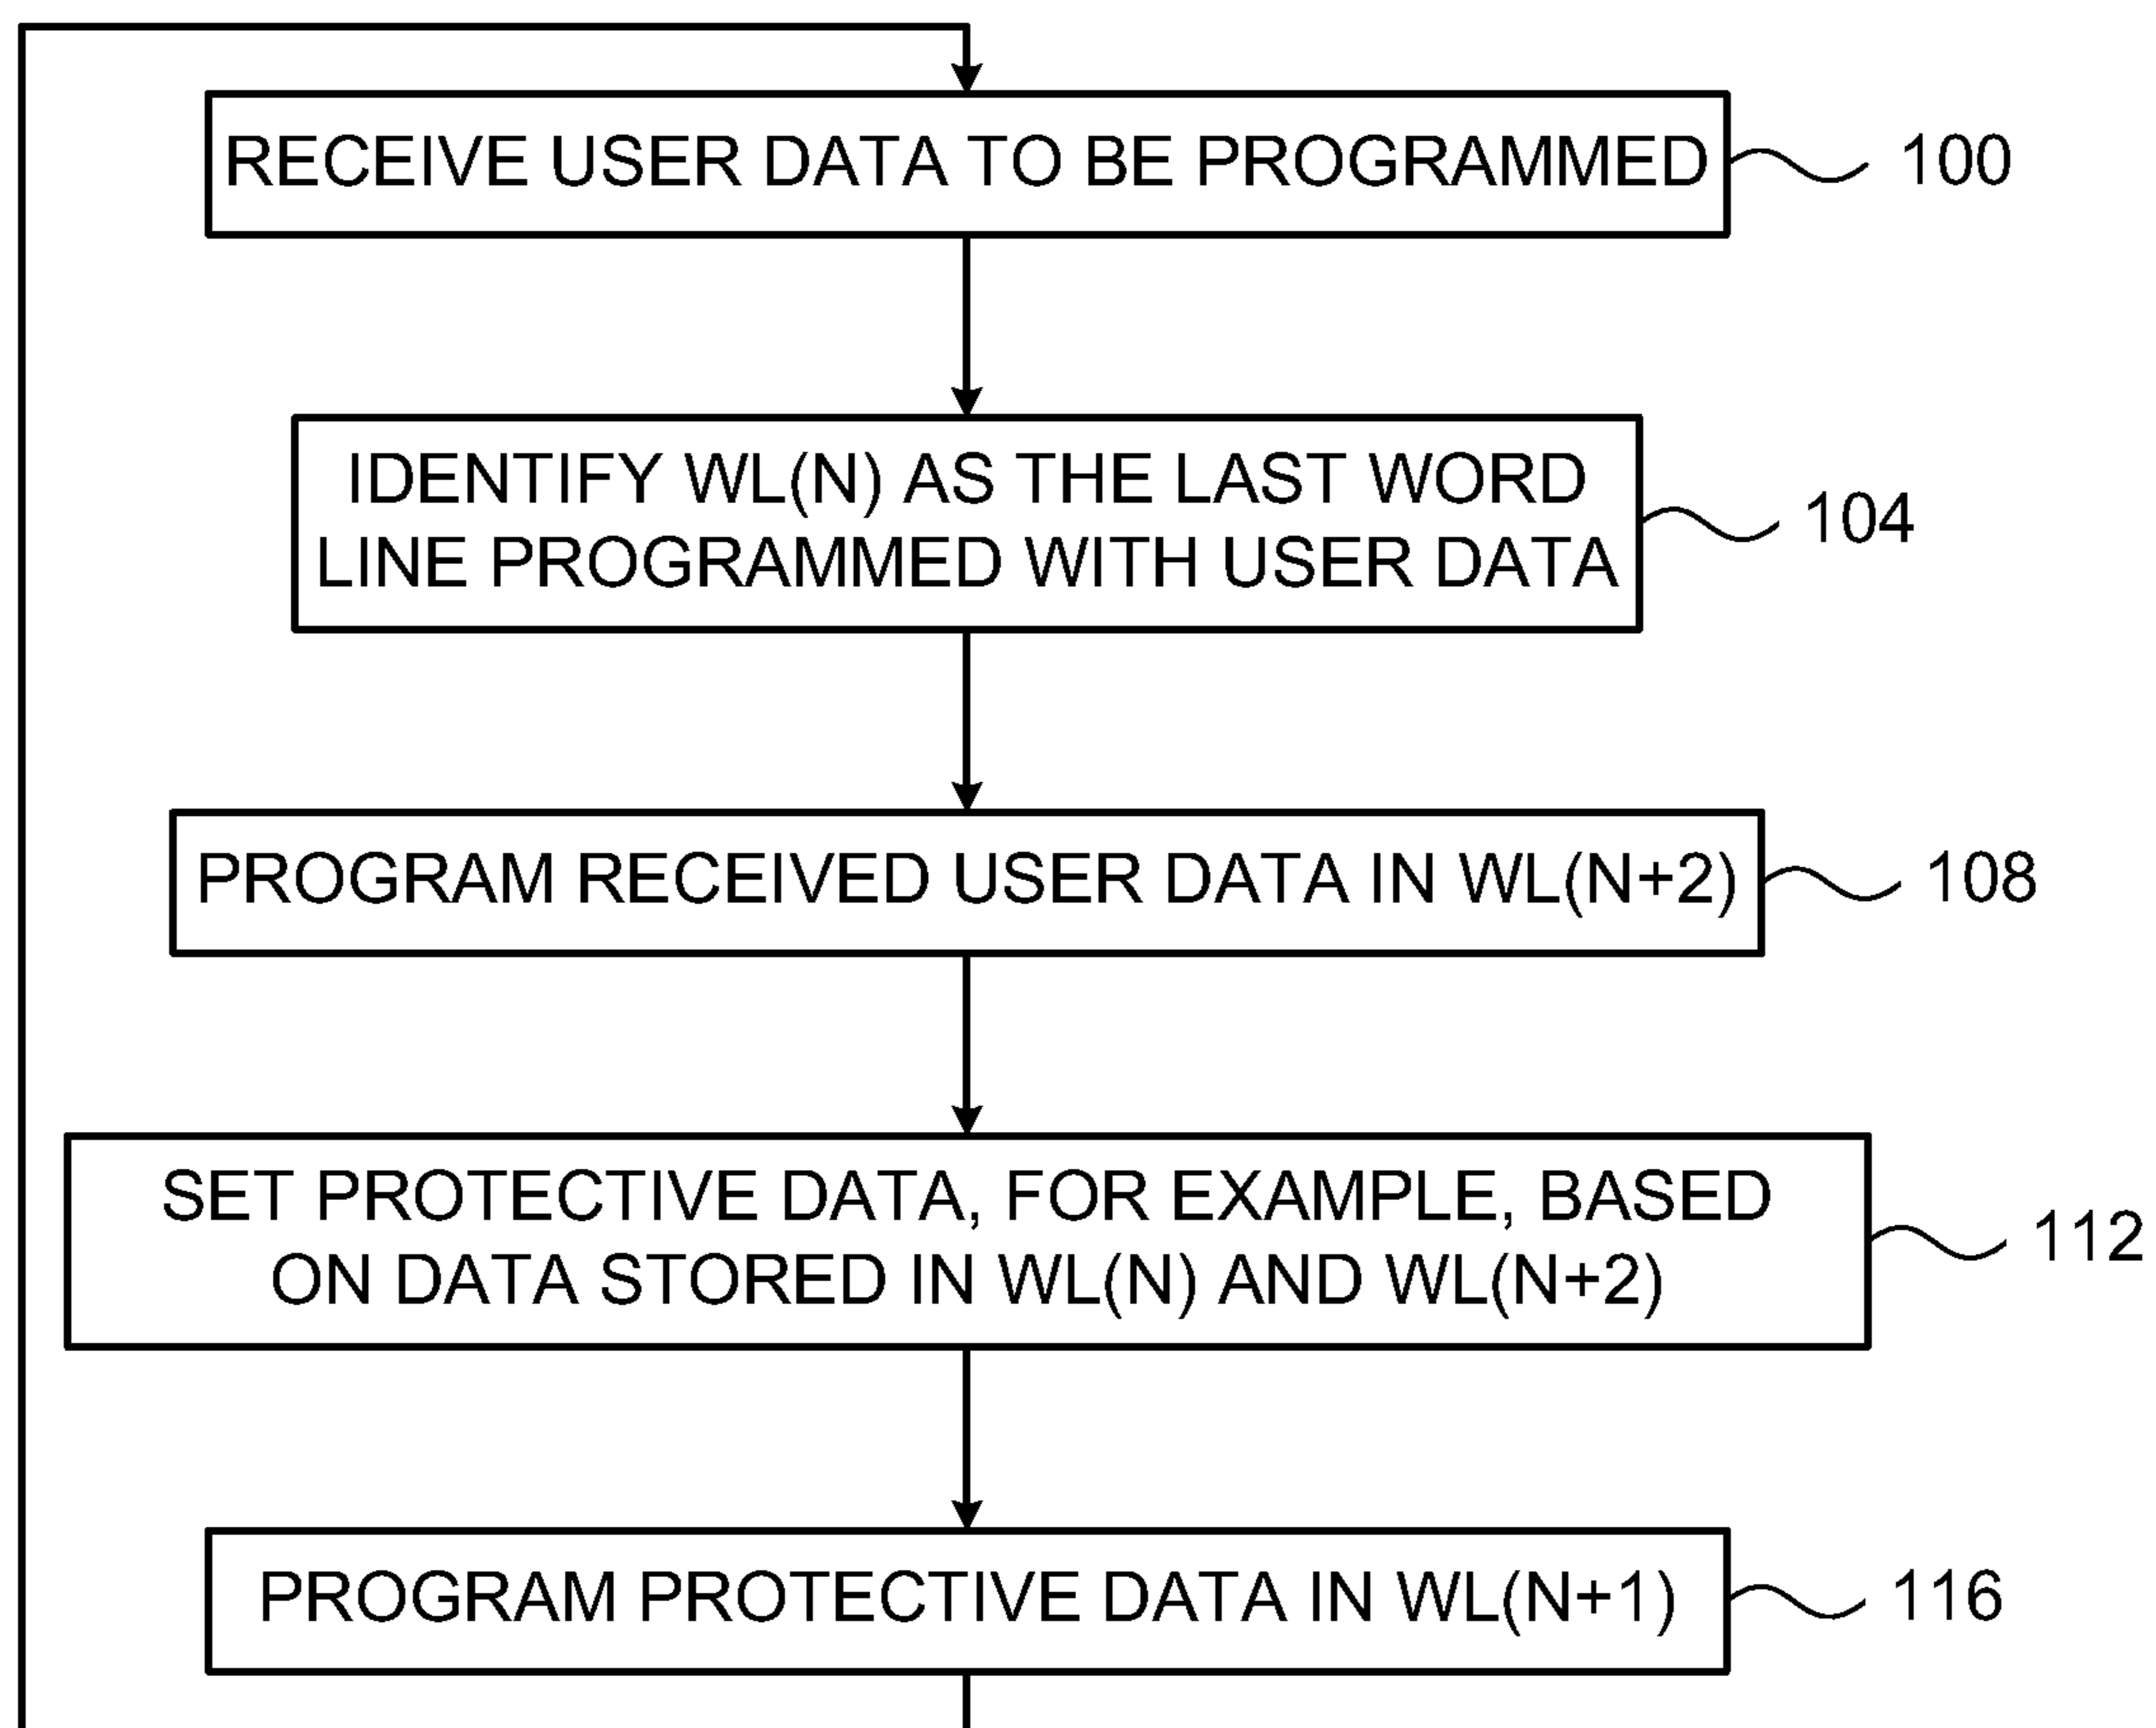 RECEIVE USER DATA TO BE PROGRAMMED
100
IDENTIFY WL(N) AS THE LAST WORD
LINE PROGRAMMED WITH USER DATA
104
PROGRAM RECEIVED USER DATA IN WL(N+2)
108
SET PROTECTIVE DATA, FOR EXAMPLE, BASED
ON DATA STORED IN WL(N) AND WL(N+2)
112
PROGRAM PROTECTIVE DATA IN WL(N+1)
116